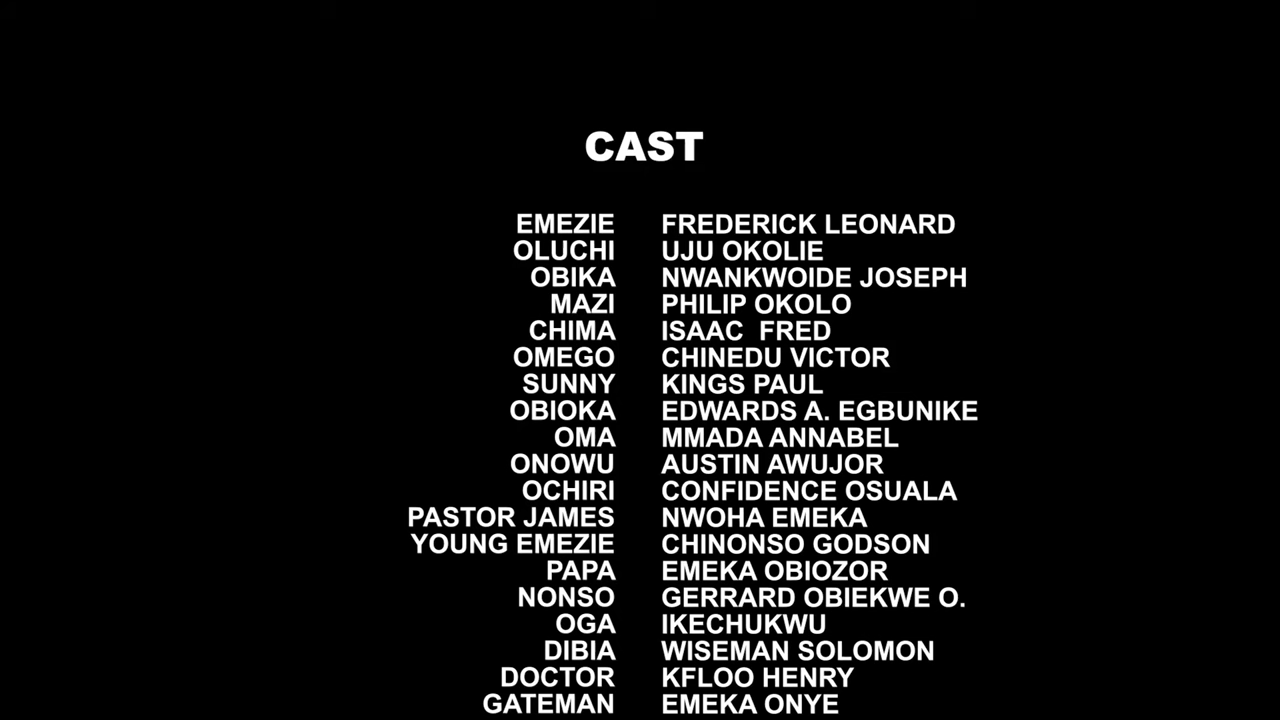 CAST
EMEZIE FREDERICK LEONARD
OLUCHI UJU OKOLIE
OBIKA NWANKWOIDE JOSEPH
MAZI PHILIP OKOLO
CHIMA ISAAC FRED
OMEGO CHINEDU VICTOR
SUNNY KINGS PAUL
OBIOKA EDWARDS A. EGBUNIKE
OMA MMADA ANNABEL
ONOWU AUSTIN AWUJOR
OCHIRI CONFIDENCE OSUALA
PASTOR JAMES NWOHA EMEKA
YOUNG EMEZIE CHINONSO GODSON
PAPA EMEKA OBIOZOR
NONSO GERRARD OBIEKWE O.
OGA IKECHUKWU
DIBIA WISEMAN SOLOMON
DOCTOR KFLOO HENRY
GATEMAN EMEKA ONYE